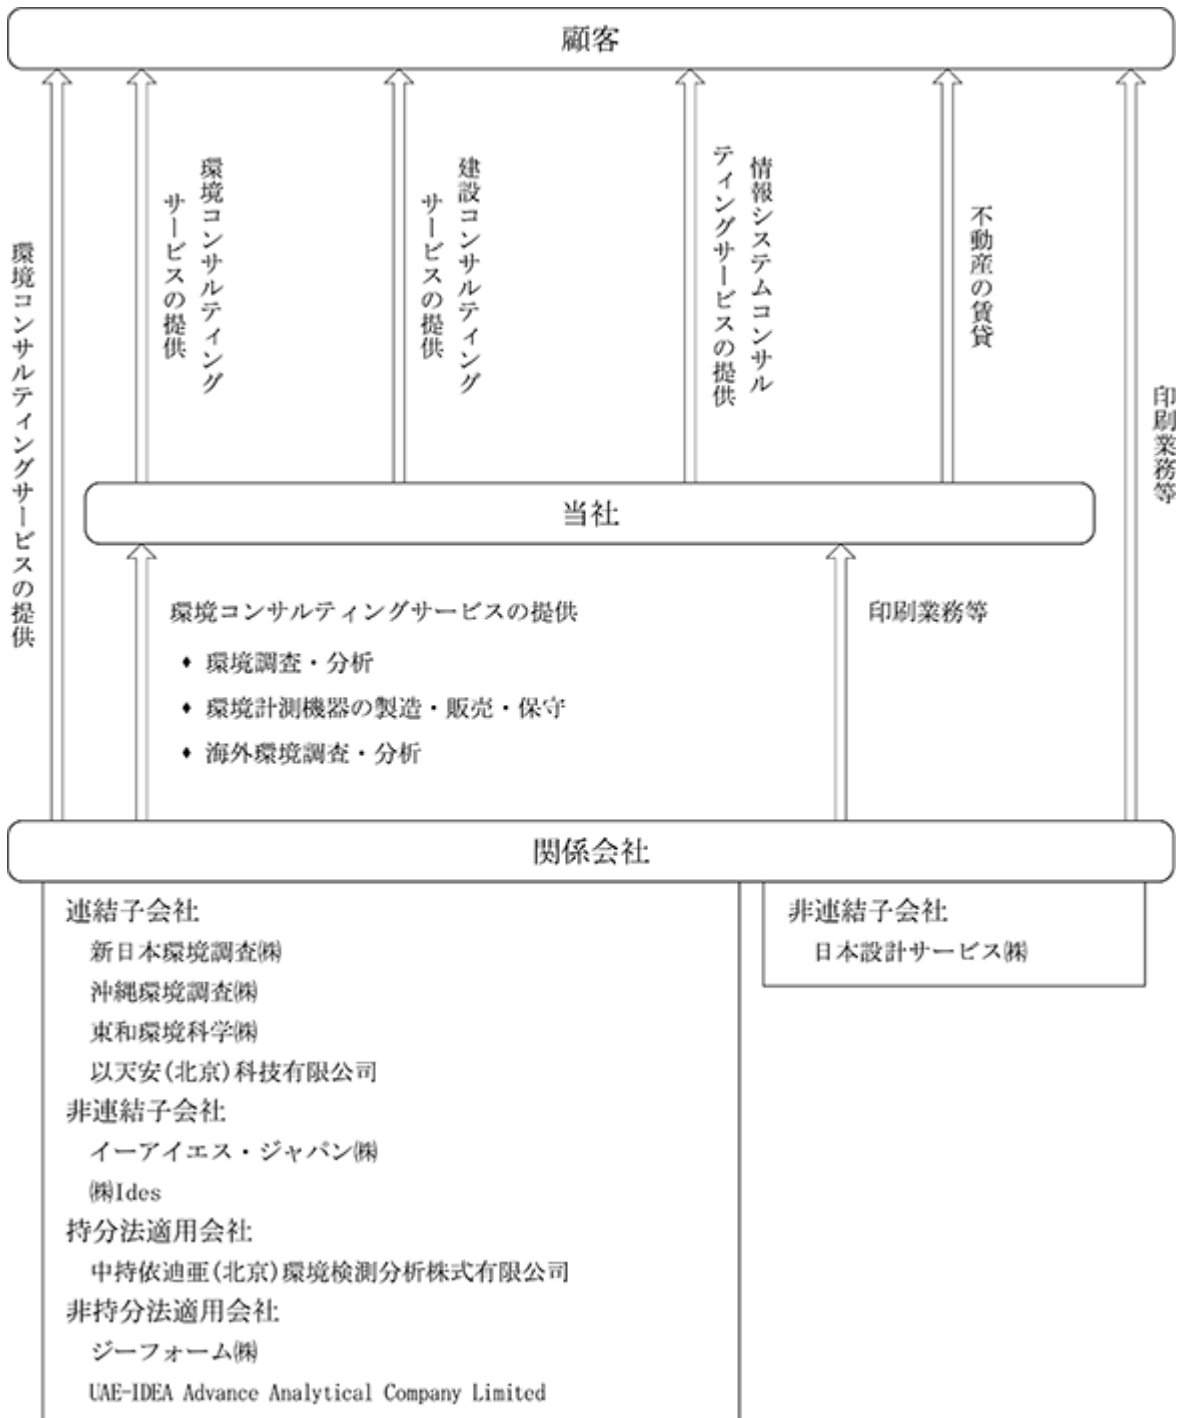 顧客
環境コンサルティングサービスの提供
環境コンサルティング
サービスの提供
建設コンサルティング
サービスの提供
情報システムコンサル
ティングサービスの提供
不動産の賃貸
印刷業務等
当社
環境コンサルティングサービスの提供
♦ 環境調査・分析
♦ 環境計測機器の製造・販売・保守
♦ 海外環境調査・分析
印刷業務等
関係会社
連結子会社
新日本環境調査㈱
沖縄環境調査㈱
東和環境科学㈱
以天安(北京)科技有限公司
非連結子会社
イーアイエス・ジャパン㈱
㈱Ides
持分法適用会社
中持依迪亜(北京)環境検測分析株式有限公司
非持分法適用会社
ジーフォーム㈱
UAE-IDEA Advance Analytical Company Limited
非連結子会社
日本設計サービス㈱